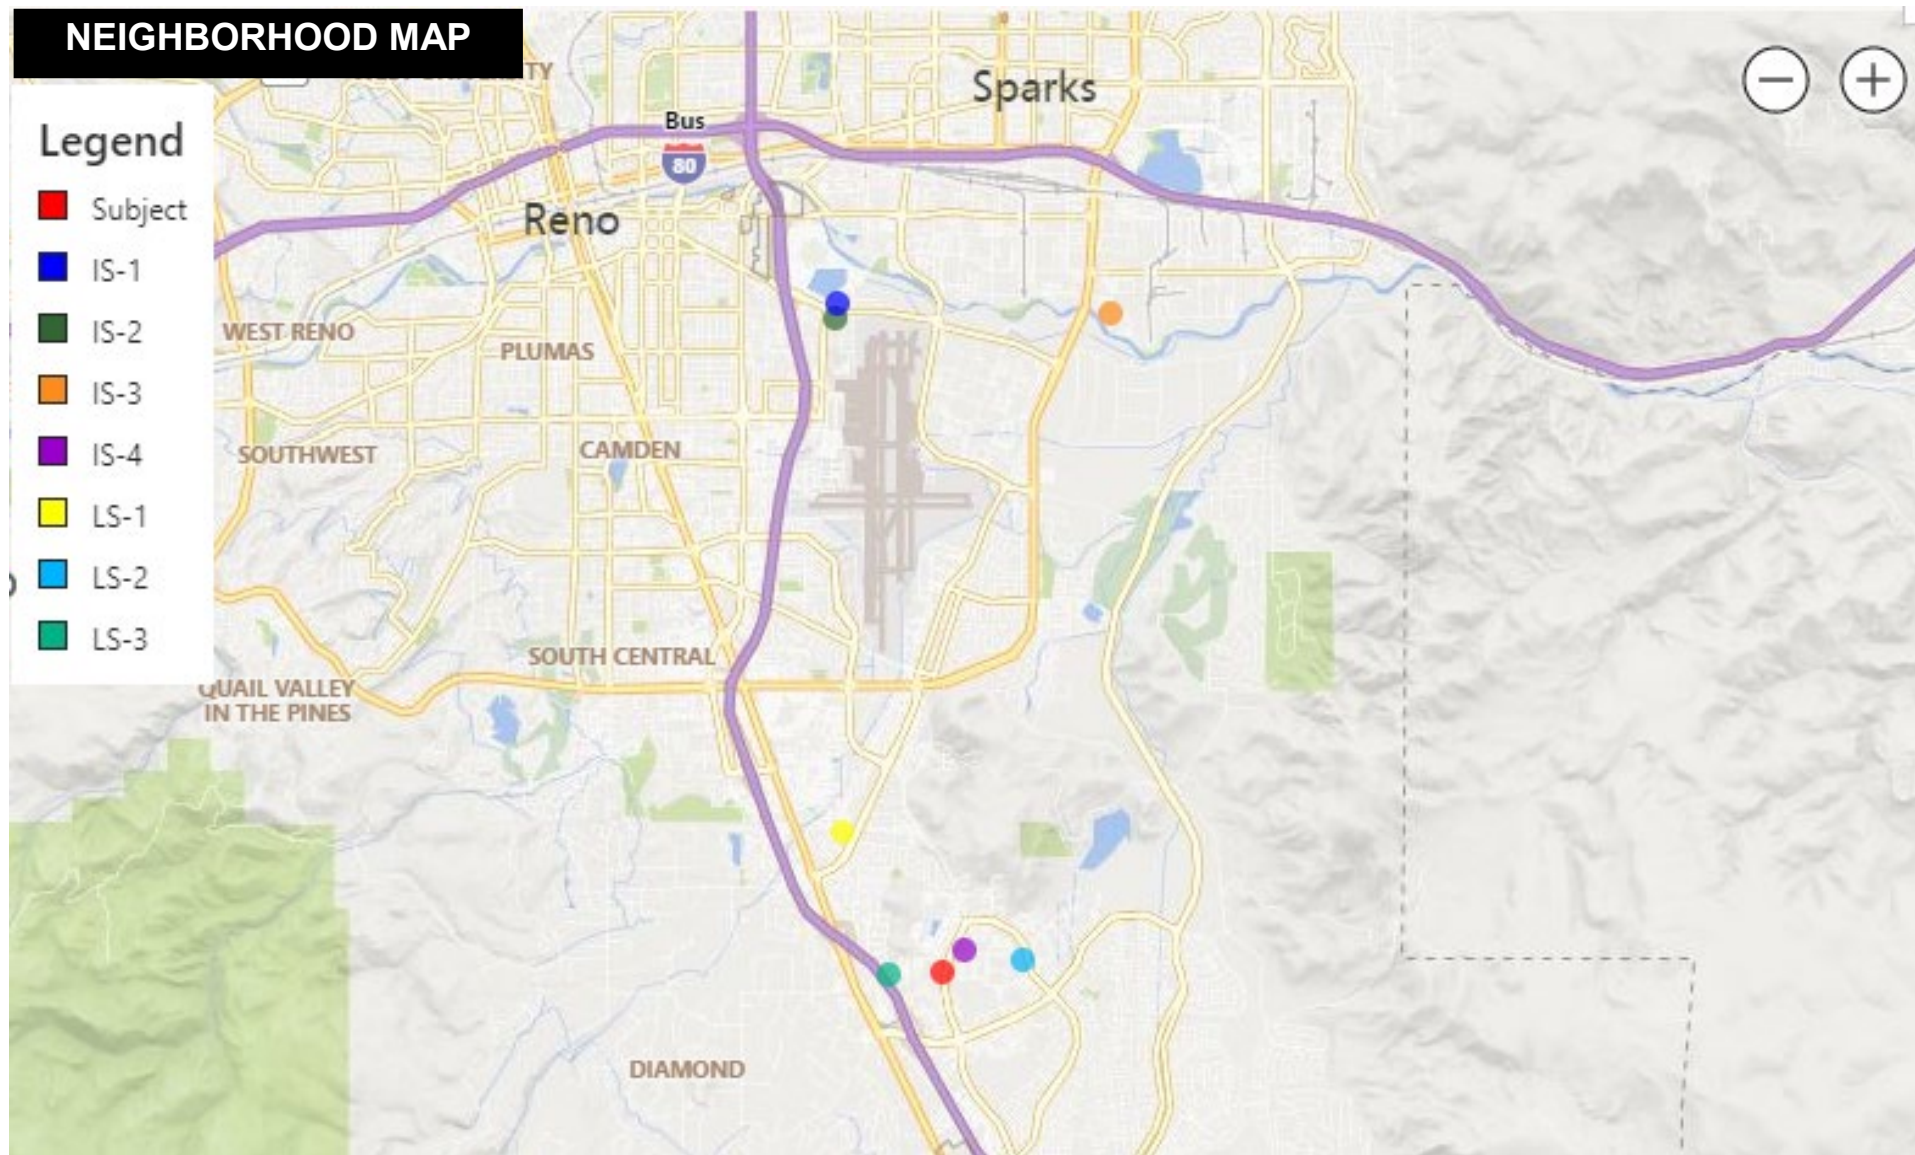 NEIGHBORHOOD MAP
Legend
Subject
IS-1
IS-2
IS-3
IS-4
LS-1
LS-2
LS-3
Sparks
Bus
80
Reno
WEST RENO
PLUMAS
SOUTHWEST
CAMDEN
SOUTH CENTRAL
QUAIL VALLEY
IN THE PINES
DIAMOND